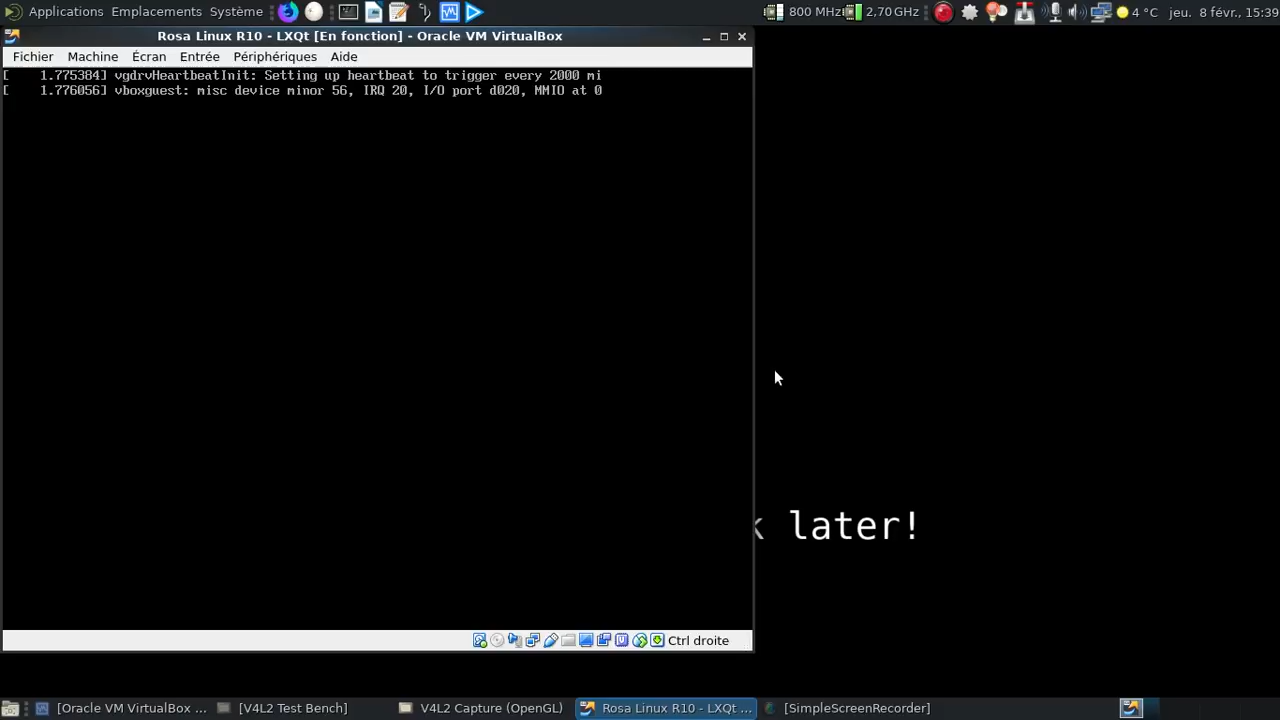 Applications Emplacements Système 800 MHz 2,70 GHz 4 °C jeu. 8 févr., 15:39
Rosa Linux R10 - LXQt [En fonction] - Oracle VM VirtualBox
Fichier Machine Écran Entrée Périphériques Aide
[ 1.775384] vgdrvHeartbeatInit: Setting up heartbeat to trigger every 2000 mi
[ 1.776056] vboxguest: misc device minor 56, IRQ 20, I/O port d020, MMIO at 0
k later!
Ctrl droite
[Oracle VM VirtualBox ... [V4L2 Test Bench] V4L2 Capture (OpenGL) Rosa Linux R10 - LXQt ... [SimpleScreenRecorder]